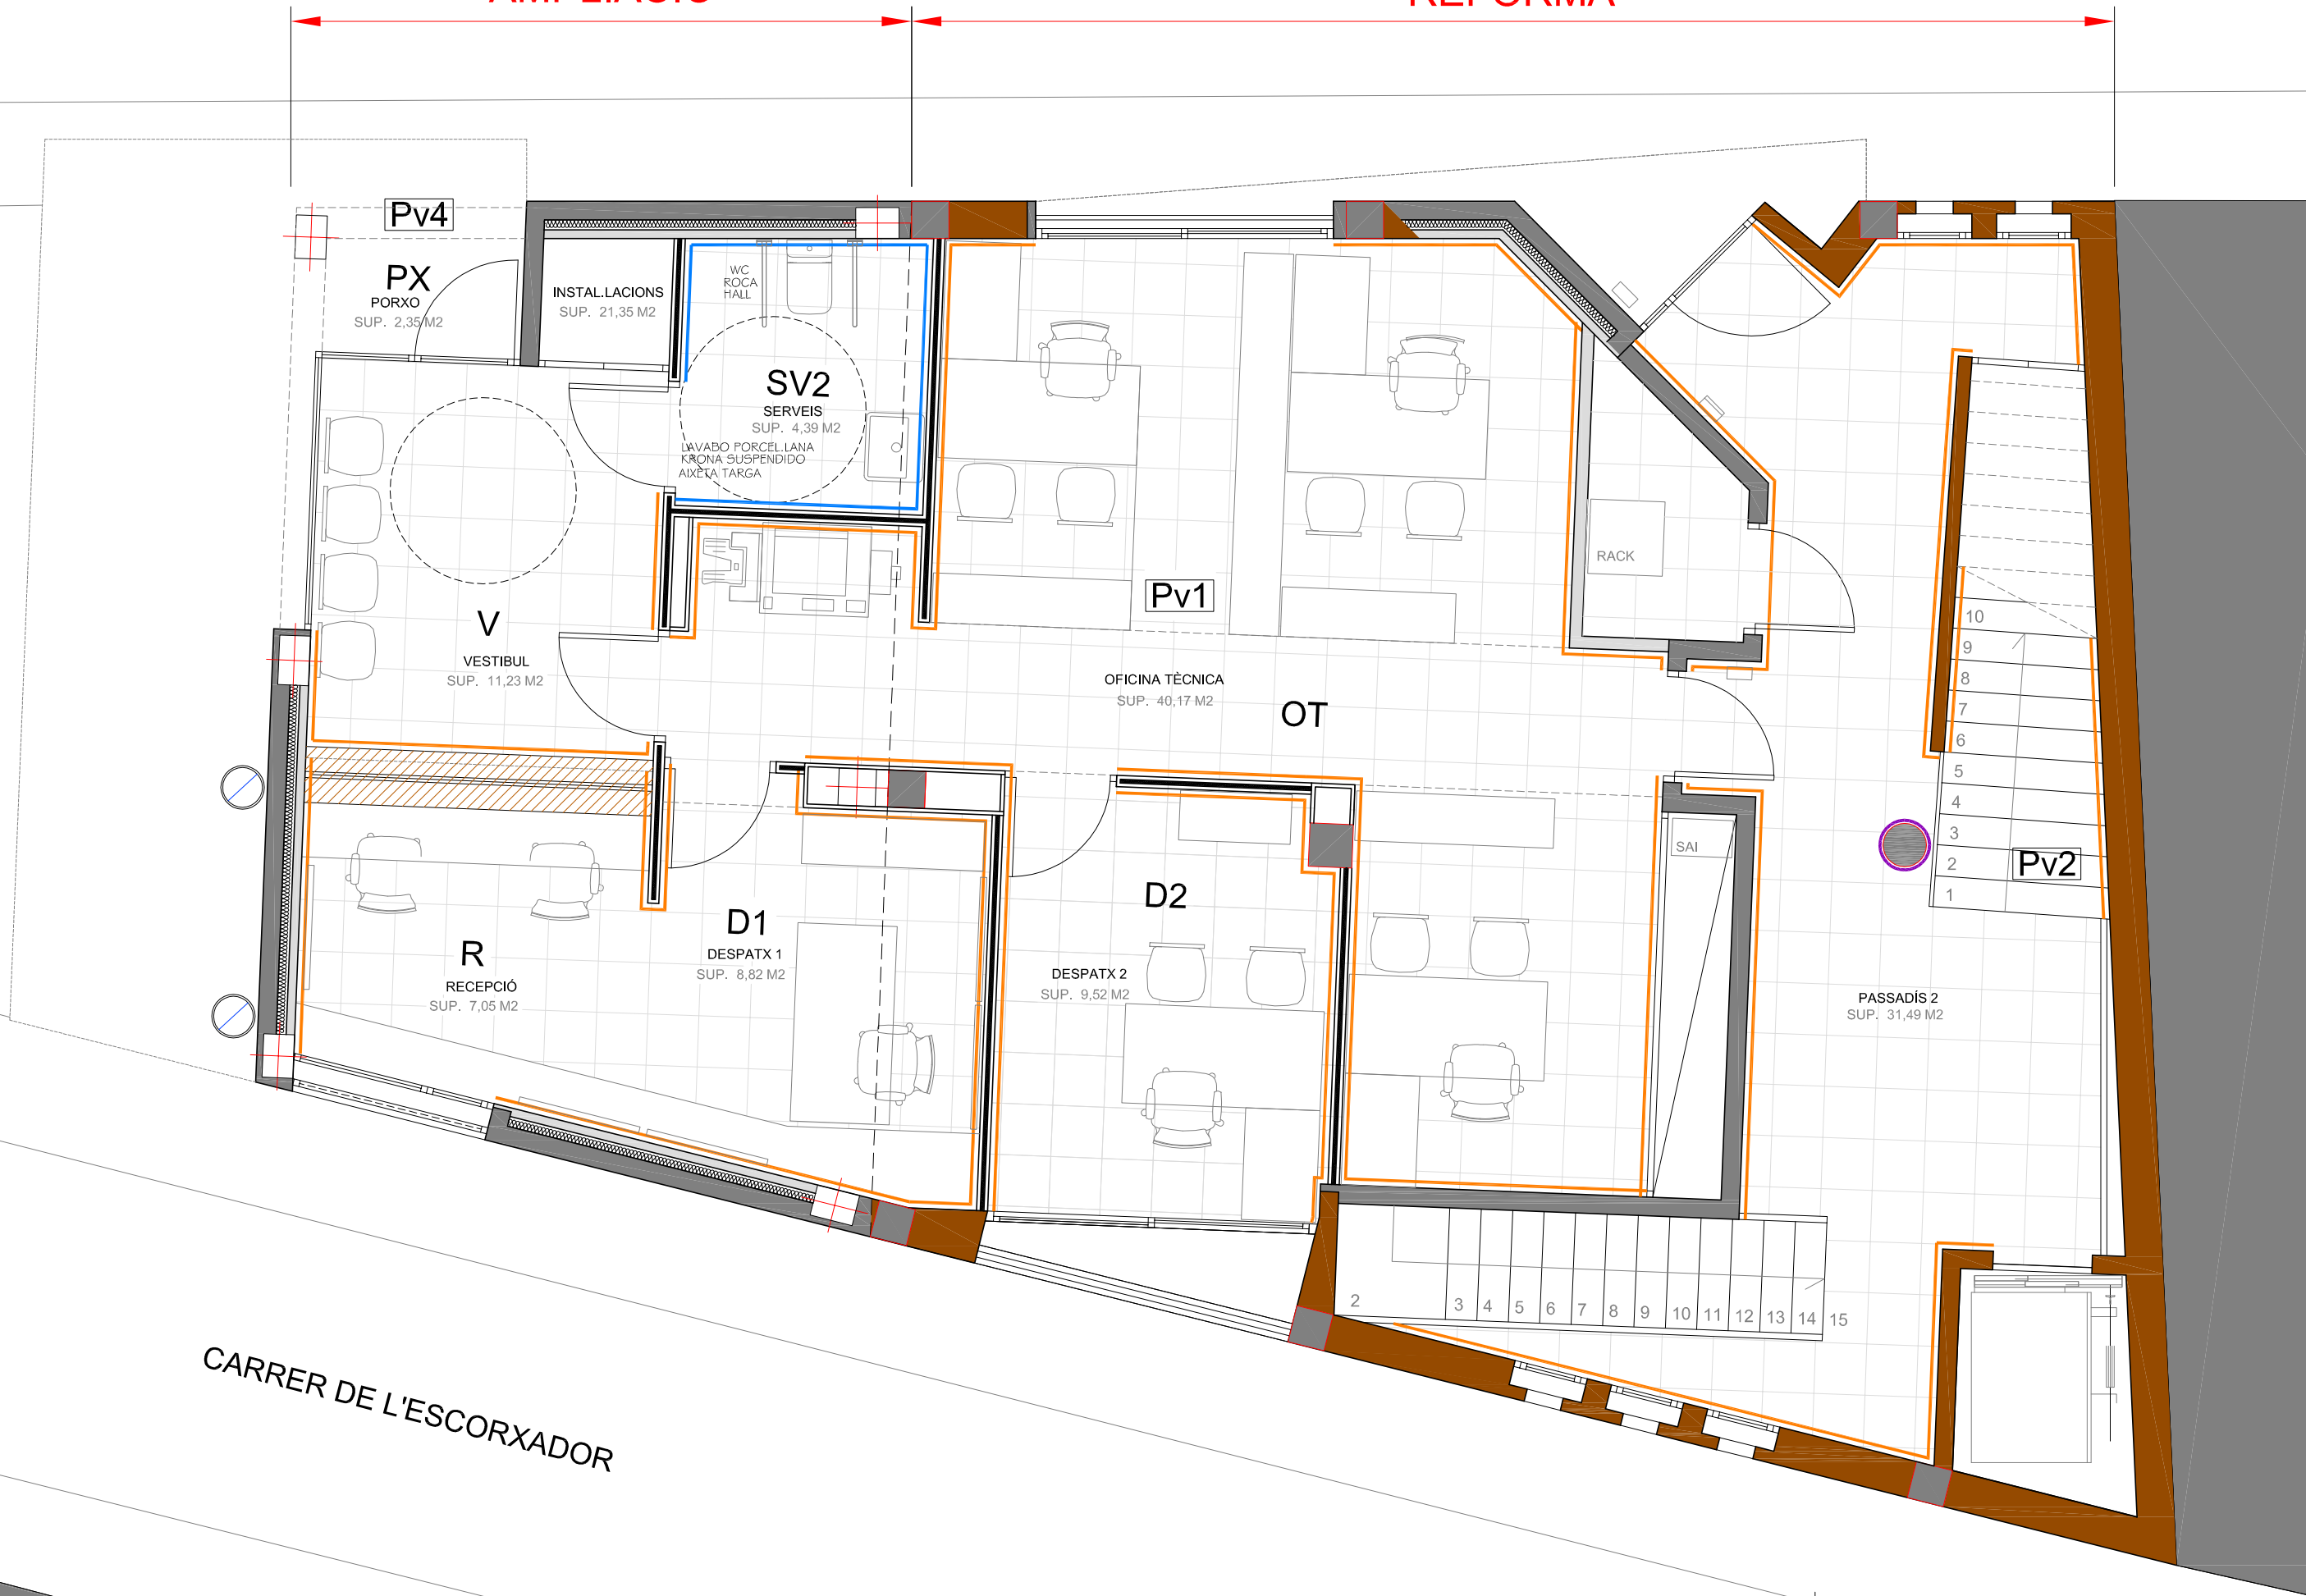 AMPLIACIÓ
REFORMA
Pv4
PX
PORXO
SUP. 2,35 M2
INSTAL.LACIONS
SUP. 21,35 M2
WC
ROCA
HALL
SV2
SERVEIS
SUP. 4,39 M2
LAVABO PORCEL.LANA
KRONA SUSPENDIDO
AIXETA TARGA
RACK
Pv1
V
VESTIBUL
SUP. 11,23 M2
OFICINA TÈCNICA
SUP. 40,17 M2
OT
10
9
8
7
6
5
4
3
2
1
Pv2
SAI
D2
D1
DESPATX 1
SUP. 8,82 M2
R
RECEPCIÓ
SUP. 7,05 M2
DESPATX 2
SUP. 9,52 M2
PASSADÍS 2
SUP. 31,49 M2
2 3 4 5 6 7 8 9 10 11 12 13 14 15
CARRER DE L'ESCORXADOR